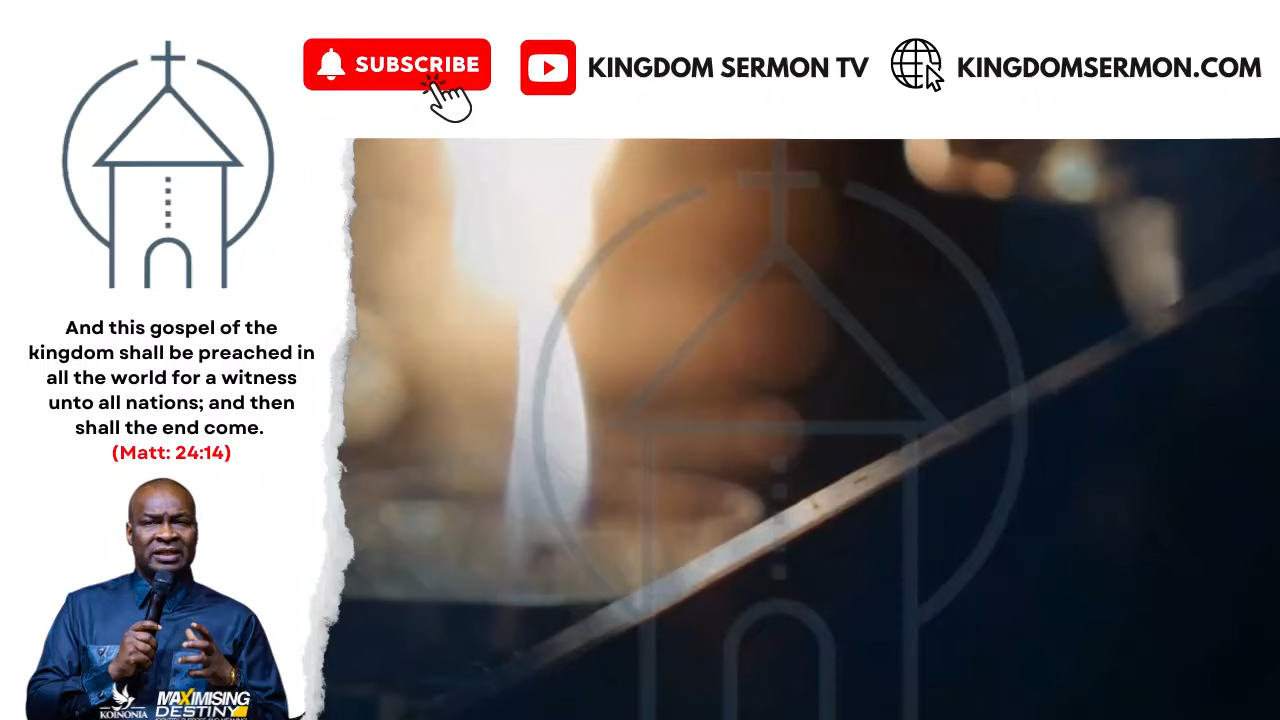 SUBSCRIBE
KINGDOM SERMON TV
KINGDOMSERMON.COM
And this gospel of the
kingdom shall be preached in
all the world for a witness
unto all nations; and then
shall the end come.
(Matt: 24:14)
KOINONIA
MAXIMISING
DESTINY